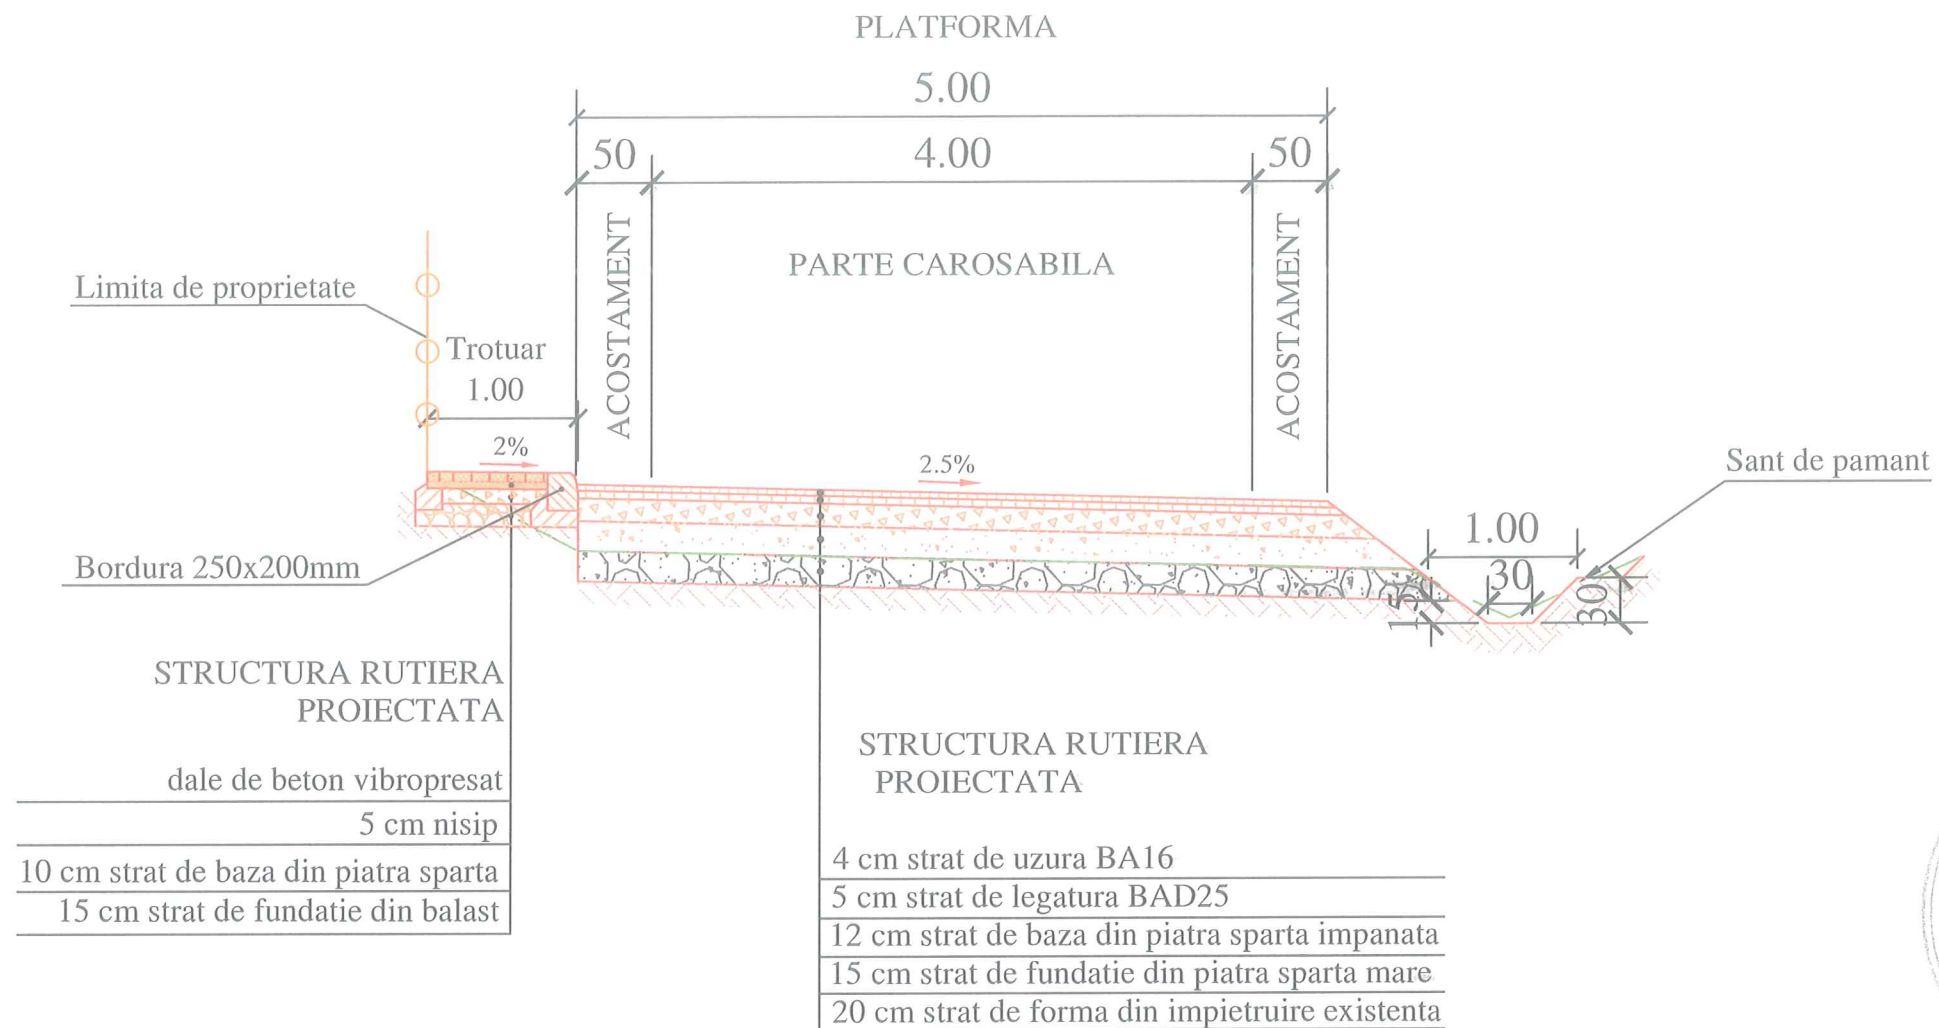 PLATFORMA
5.00
50
4.00
50
ACOSTAMENT
PARTE CAROSABILA
ACOSTAMENT
Limita de proprietate
Trotuar
1.00
2%
2.5%
Sant de pamant
1.00
30
15
30
Bordura 250x200mm
STRUCTURA RUTIERA
PROIECTATA
dale de beton vibropresat
5 cm nisip
10 cm strat de baza din piatra sparta
15 cm strat de fundatie din balast
STRUCTURA RUTIERA
PROIECTATA
4 cm strat de uzura BA16
5 cm strat de legatura BAD25
12 cm strat de baza din piatra sparta impanata
15 cm strat de fundatie din piatra sparta mare
20 cm strat de forma din impietruire existenta